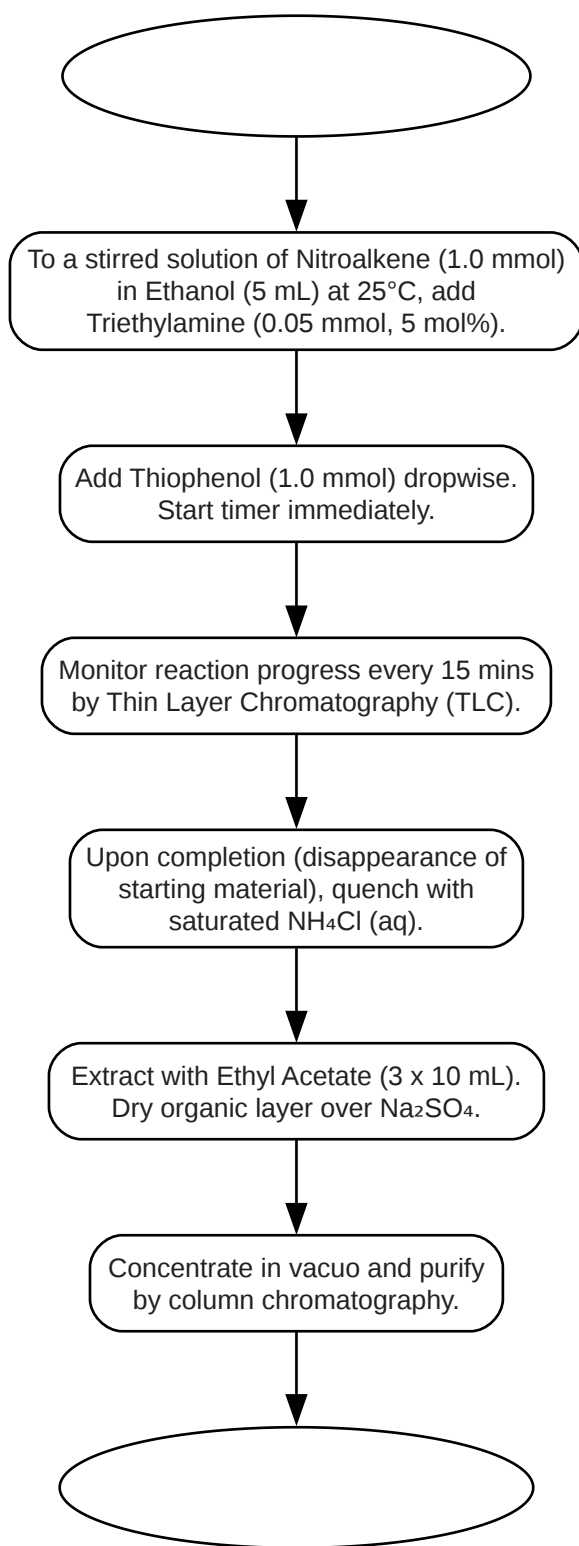 To a stirred solution of Nitroalkene (1.0 mmol)
in Ethanol (5 mL) at 25°C, add
Triethylamine (0.05 mmol, 5 mol%).
Add Thiophenol (1.0 mmol) dropwise.
Start timer immediately.
Monitor reaction progress every 15 mins
by Thin Layer Chromatography (TLC).
Upon completion (disappearance of
starting material), quench with
saturated NH₄Cl (aq).
Extract with Ethyl Acetate (3 x 10 mL).
Dry organic layer over Na₂SO₄.
Concentrate in vacuo and purify
by column chromatography.